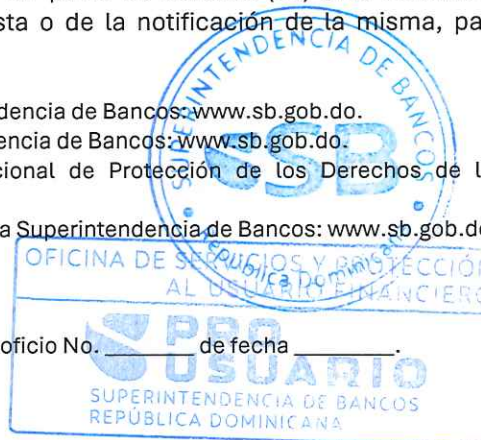 sta o de la notificación de la misma, pa
dencia de Bancos: www.sb.gob.do.
encia de Bancos: www.sb.gob.do.
cional de Protección de los Derechos de l
a Superintendencia de Bancos: www.sb.gob.do
SUPERINTENDENCIA DE BANCOS
SB
República Dominicana
OFICINA DE SERVICIOS Y PROTECCIÓN
AL USUARIO FINANCIERO
oficio No. ________ de fecha _________.
PRO
USUARIO
SUPERINTENDENCIA DE BANCOS
REPÚBLICA DOMINICANA